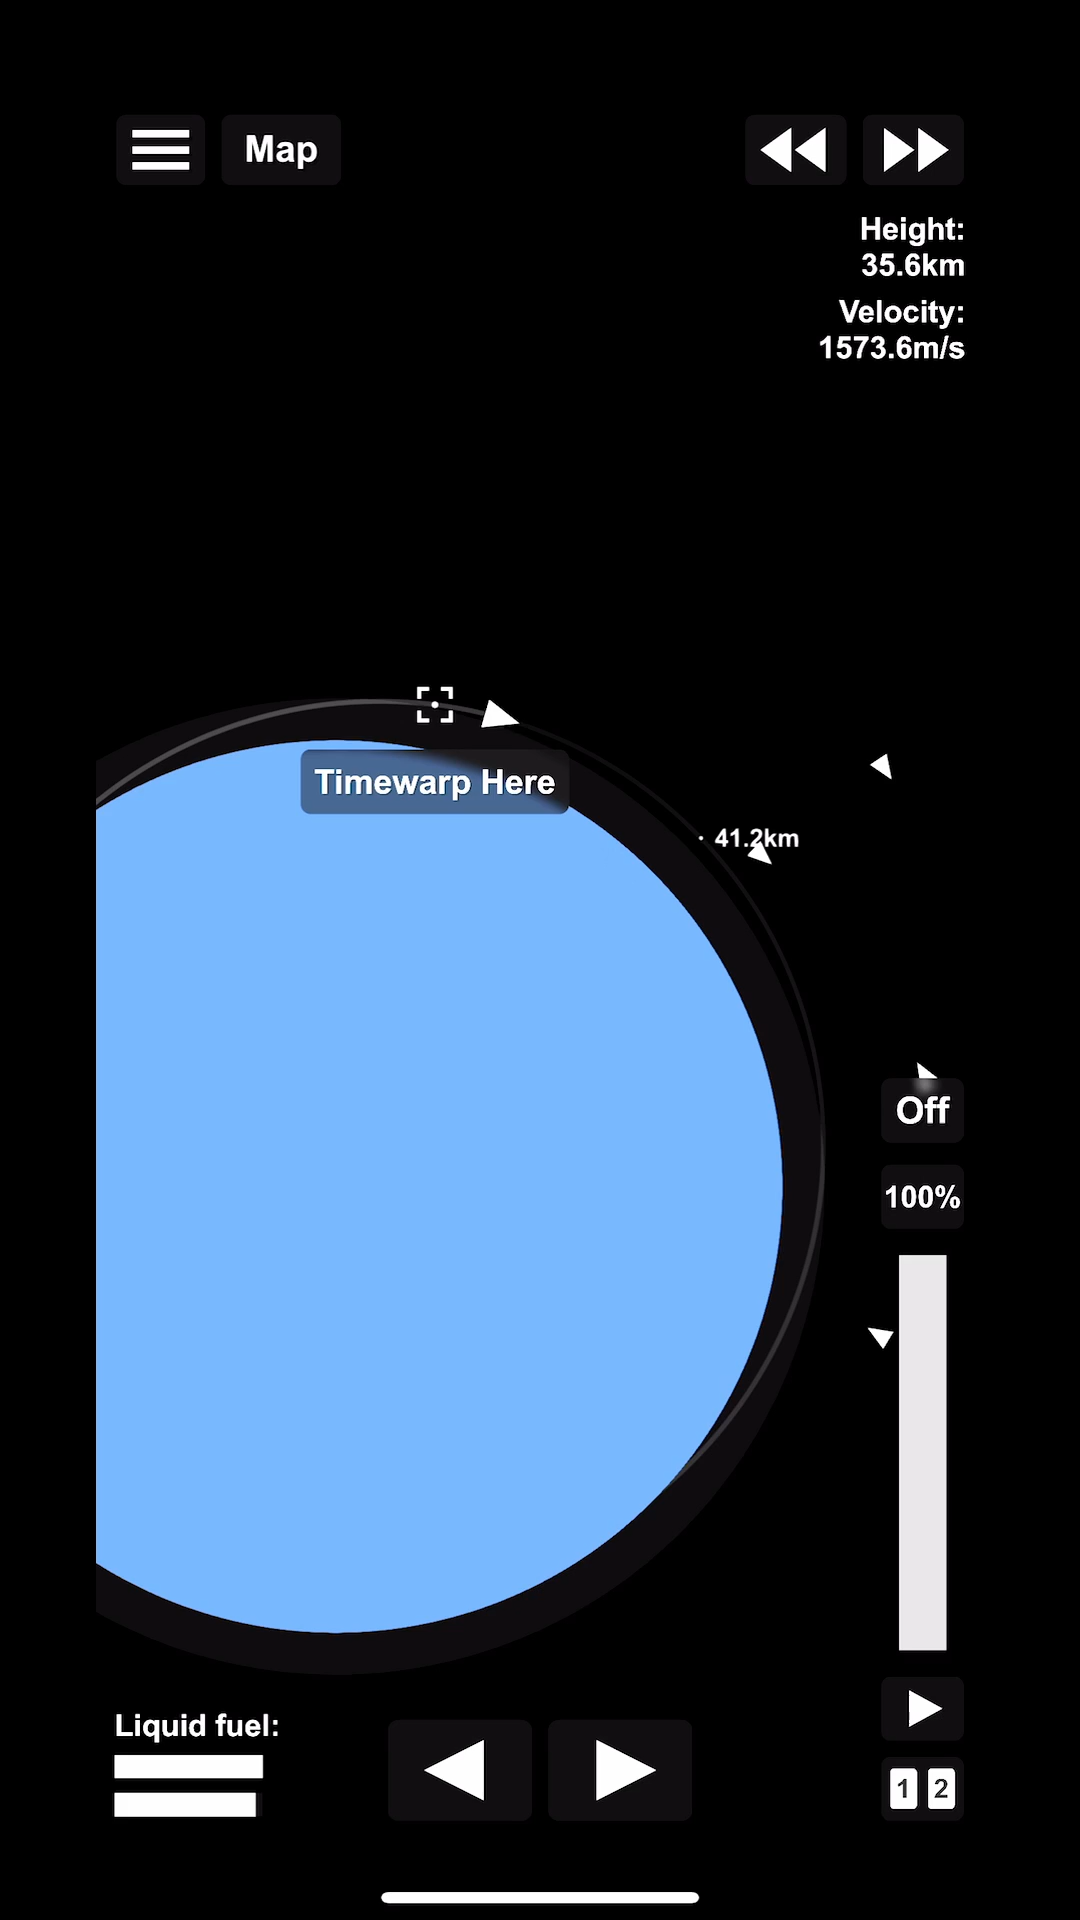 Map
Height:
35.6km
Velocity:
1573.6m/s
Timewarp Here
41.2km
Off
100%
Liquid fuel:
1 2